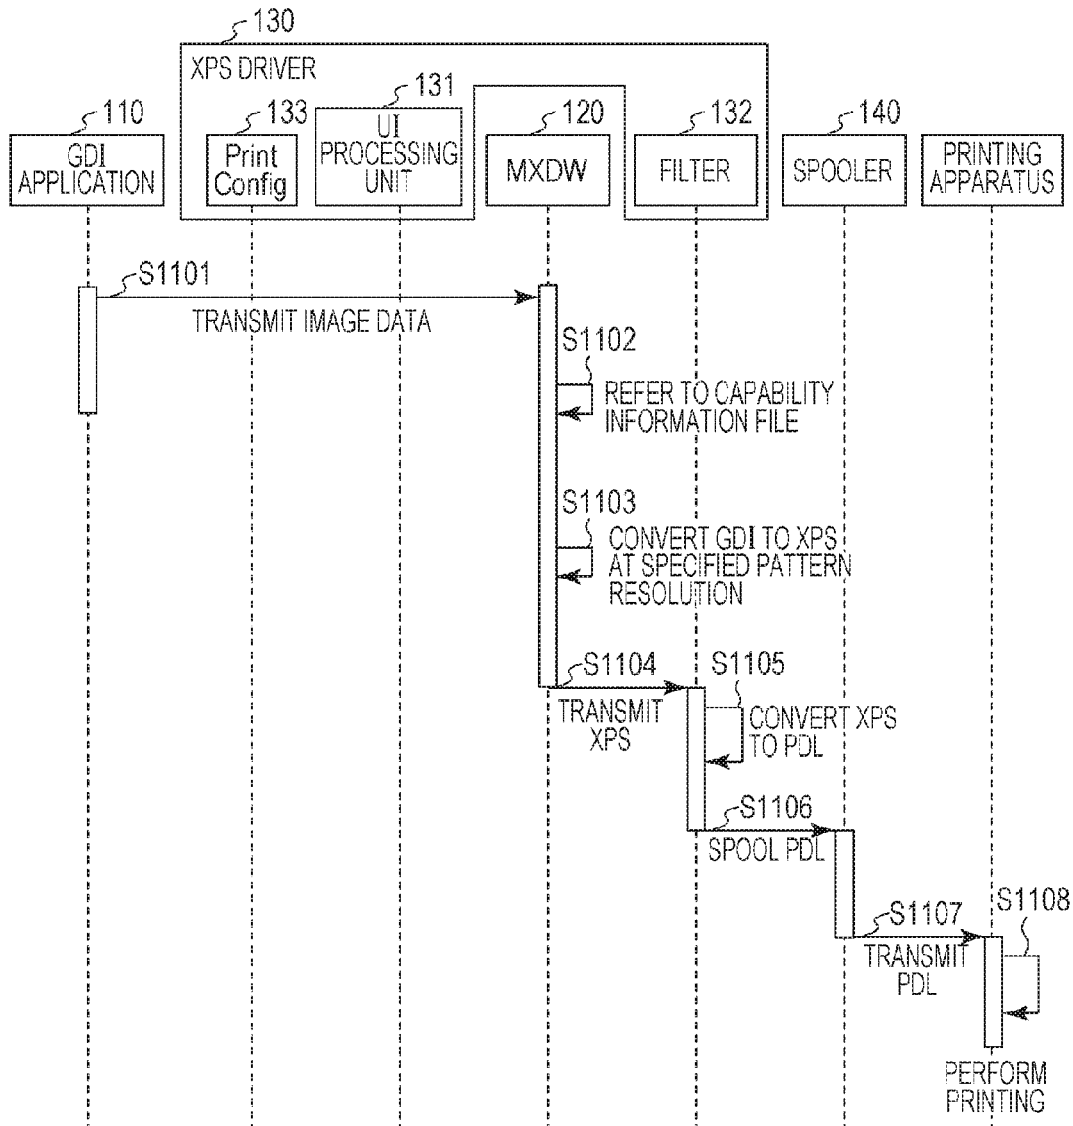 130
XPS DRIVER
110
133
131
120
132
140
GDI
APPLICATION
Print
Config
UI
PROCESSING
UNIT
MXDW
FILTER
SPOOLER
PRINTING
APPARATUS
S1101
TRANSMIT IMAGE DATA
S1102
REFER TO CAPABILITY
INFORMATION FILE
S1103
CONVERT GDI TO XPS
AT SPECIFIED PATTERN
RESOLUTION
S1104
TRANSMIT
XPS
S1105
CONVERT XPS
TO PDL
S1106
SPOOL PDL
S1107
TRANSMIT
PDL
S1108
PERFORM
PRINTING